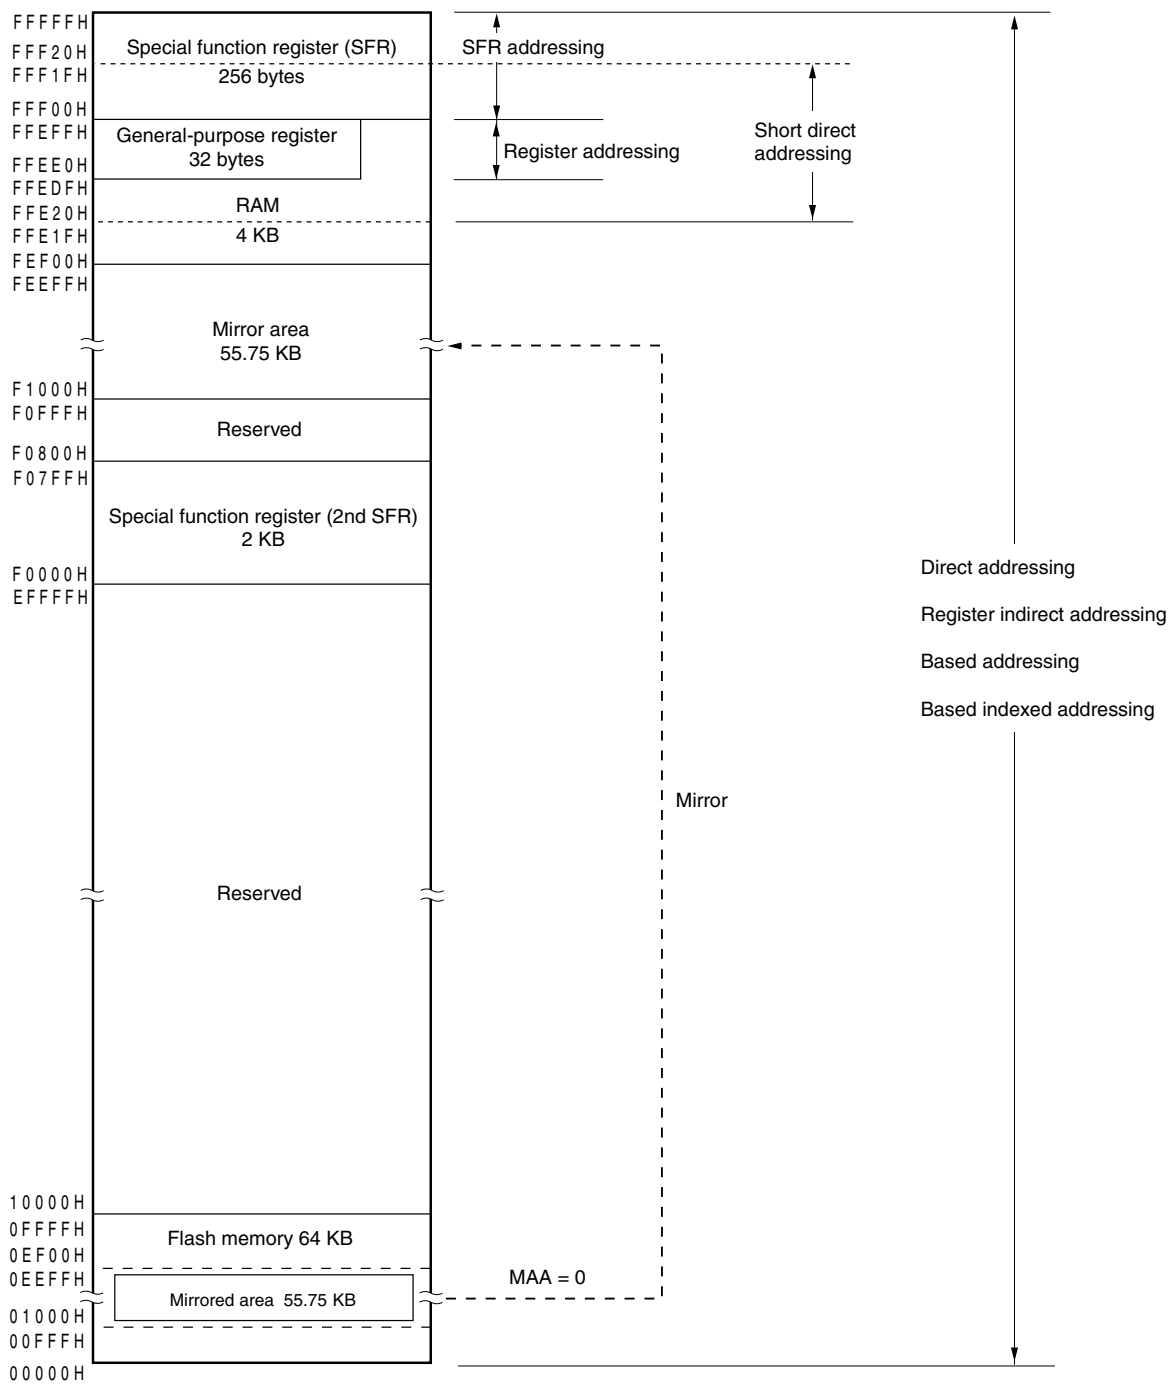 FFFFFH
FFF20H
FFF1FH
FFF00H
FFEFFH
FFEE0H
FFEDFH
FFE20H
FFE1FH
FEF00H
FEEFFH
F1000H
F0FFFH
F0800H
F07FFH
F0000H
EFFFFH
10000H
0FFFFH
0EF00H
0EEFFH
01000H
00FFFH
00000H
Special function register (SFR)
256 bytes
General-purpose register
32 bytes
RAM
4 KB
Mirror area
55.75 KB
Reserved
Special function register (2nd SFR)
2 KB
Reserved
Flash memory 64 KB
Mirrored area 55.75 KB
SFR addressing
Register addressing
Short direct
addressing
Mirror
MAA = 0
Direct addressing
Register indirect addressing
Based addressing
Based indexed addressing